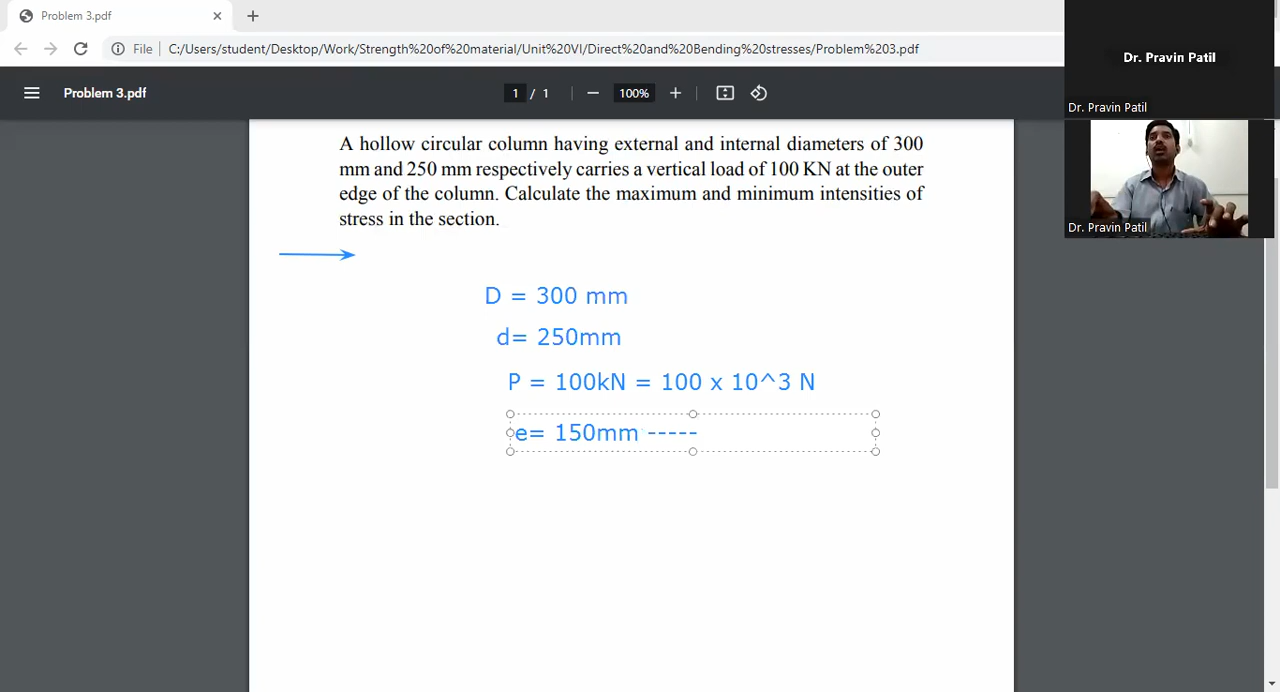 Problem 3.pdf
File
C:/Users/student/Desktop/Work/Strength%20of%20material/Unit%20VI/Direct%20and%20Bending%20stresses/Problem%203.pdf
Problem 3.pdf
1 / 1
100%
Dr. Pravin Patil
Dr. Pravin Patil
Dr. Pravin Patil
A hollow circular column having external and internal diameters of 300
mm and 250 mm respectively carries a vertical load of 100 KN at the outer
edge of the column. Calculate the maximum and minimum intensities of
stress in the section.
D = 300 mm
d= 250mm
P = 100kN = 100 x 10^3 N
e= 150mm -----